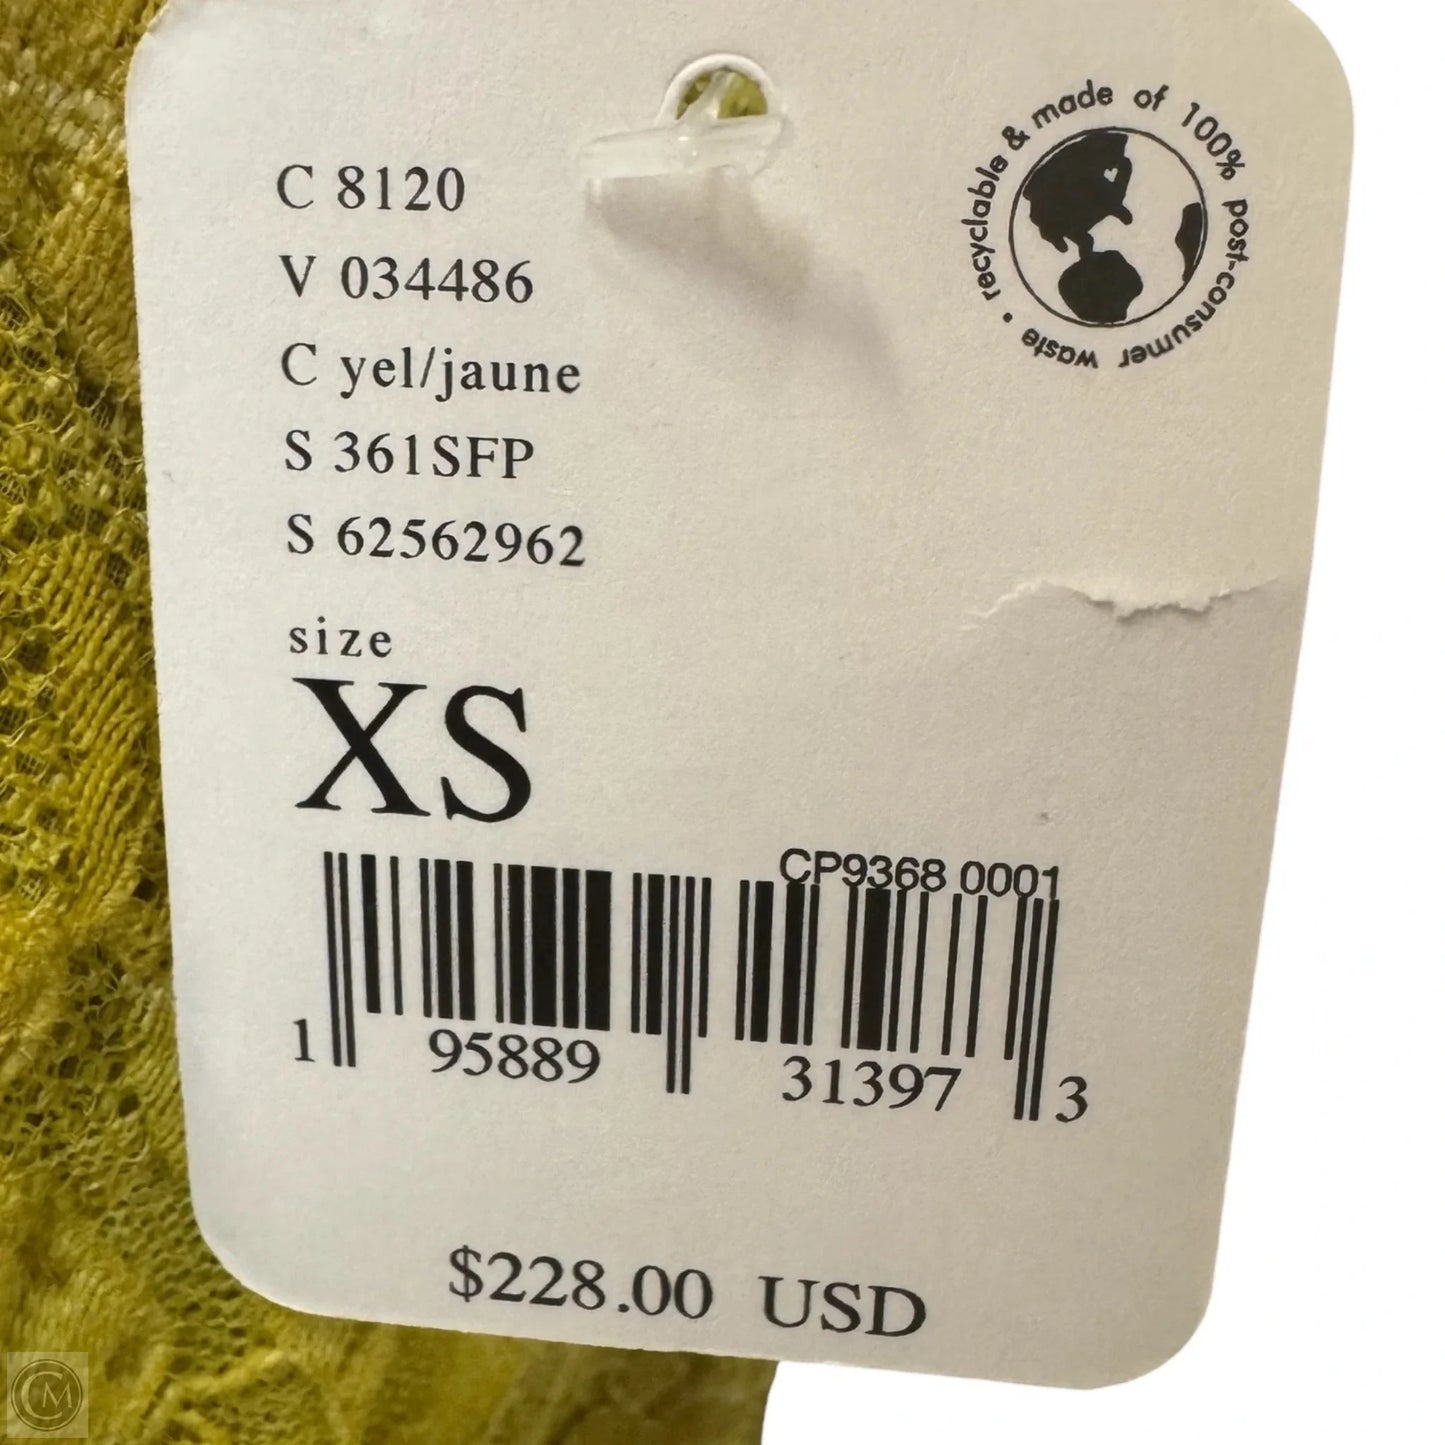 C 8120
V 034486
C yel/jaune
S 361SFP
S 62562962
recyclable & made of 100% post-consumer waste •
size
XS
CP9368 0001
1 95889 31397 3
$228.00 USD
CM